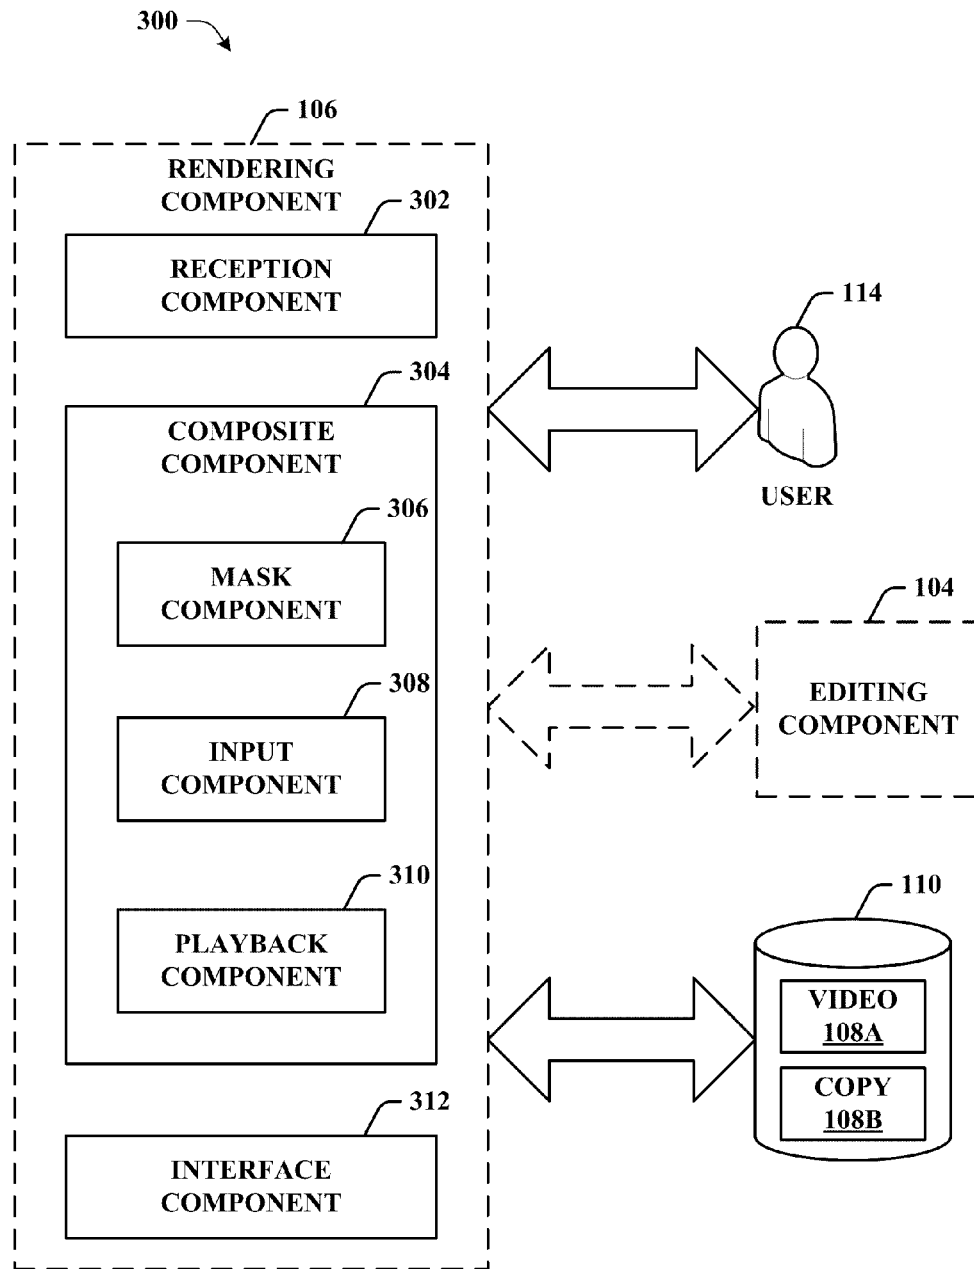 300
106
RENDERING
COMPONENT
302
RECEPTION
COMPONENT
304
COMPOSITE
COMPONENT
306
MASK
COMPONENT
308
INPUT
COMPONENT
310
PLAYBACK
COMPONENT
312
INTERFACE
COMPONENT
114
USER
104
EDITING
COMPONENT
110
VIDEO
108A
COPY
108B